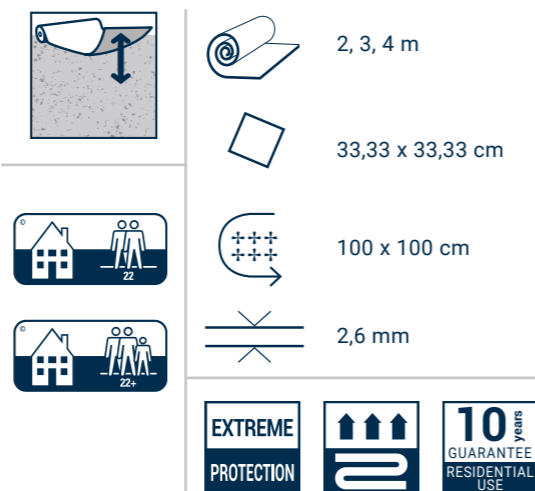 2, 3, 4 m
33,33 x 33,33 cm
100 x 100 cm
2,6 mm
©
22
©
22+
EXTREME
PROTECTION
10 years
GUARANTEE
RESIDENTIAL
USE